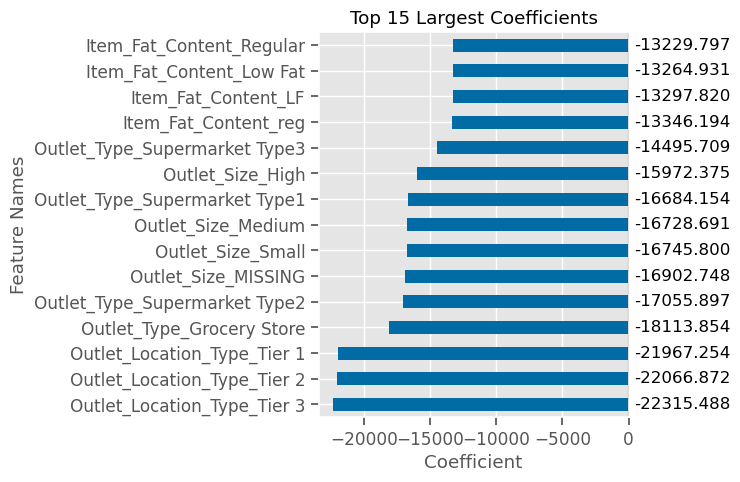 Top 15 Largest Coefficients
Item_Fat_Content_Regular -13229.797
Item_Fat_Content_Low Fat -13264.931
Item_Fat_Content_LF -13297.820
Item_Fat_Content_reg -13346.194
Outlet_Type_Supermarket Type3 -14495.709
Outlet_Size_High -15972.375
Outlet_Type_Supermarket Type1 -16684.154
Outlet_Size_Medium -16728.691
Outlet_Size_Small -16745.800
Outlet_Size_MISSING -16902.748
Outlet_Type_Supermarket Type2 -17055.897
Outlet_Type_Grocery Store -18113.854
Outlet_Location_Type_Tier 1 -21967.254
Outlet_Location_Type_Tier 2 -22066.872
Outlet_Location_Type_Tier 3 -22315.488
−20000 −15000 −10000 −5000 0
Coefficient
Feature Names